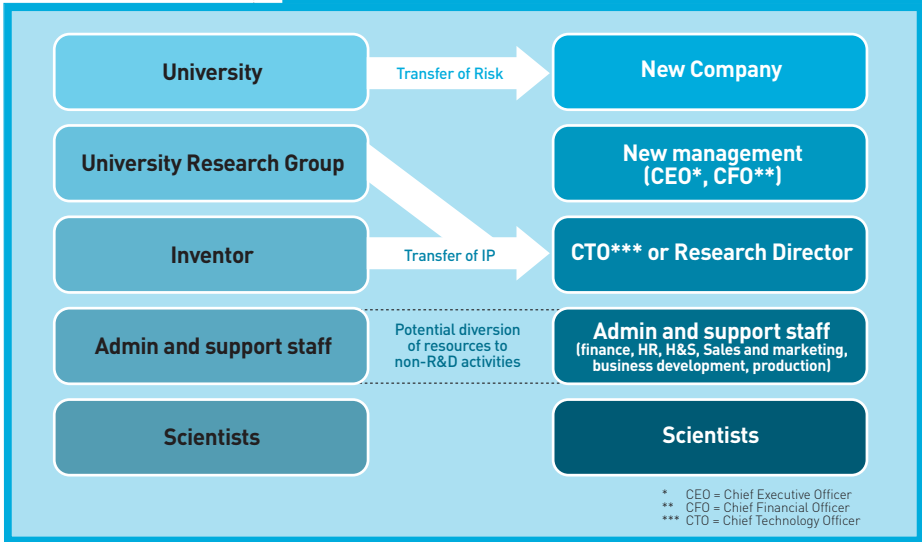 University
Transfer of Risk
New Company
University Research Group
New management
(CEO*, CFO**)
Inventor
Transfer of IP
CTO*** or Research Director
Admin and support staff
Potential diversion
of resources to
non-R&D activities
Admin and support staff
(finance, HR, H&S, Sales and marketing,
business development, production)
Scientists
Scientists
* CEO = Chief Executive Officer
** CFO = Chief Financial Officer
*** CTO = Chief Technology Officer